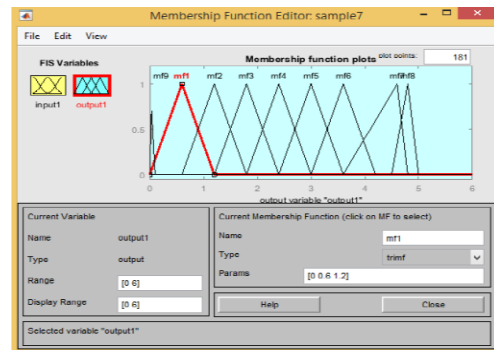 Membership Function Editor: sample7
File Edit View
FIS Variables
Membership function plots
plot points: 181
input1 output1
mf9 mf1 mf2 mf3 mf4 mf5 mf6 mf8
1
0.5
0
0 1 2 3 4 5 6
output variable "output1"
Current Variable
Name output1
Type output
Range [0 6]
Display Range [0 6]
Current Membership Function (click on MF to select)
Name mf1
Type trimf
Params [0 0.6 1.2]
Help Close
Selected variable "output1"